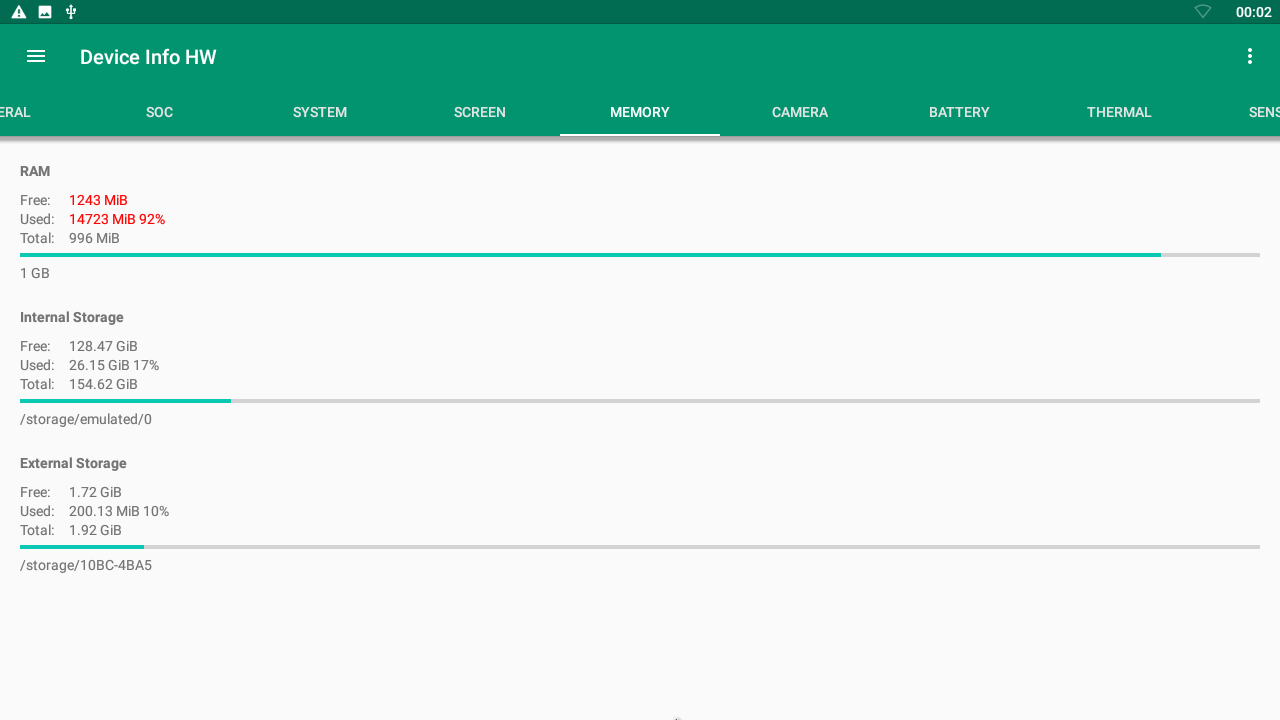 00:02
Device Info HW
ERAL SOC SYSTEM SCREEN MEMORY CAMERA BATTERY THERMAL SENS
RAM
Free: 1243 MiB
Used: 14723 MiB 92%
Total: 996 MiB
1 GB
Internal Storage
Free: 128.47 GiB
Used: 26.15 GiB 17%
Total: 154.62 GiB
/storage/emulated/0
External Storage
Free: 1.72 GiB
Used: 200.13 MiB 10%
Total: 1.92 GiB
/storage/10BC-4BA5